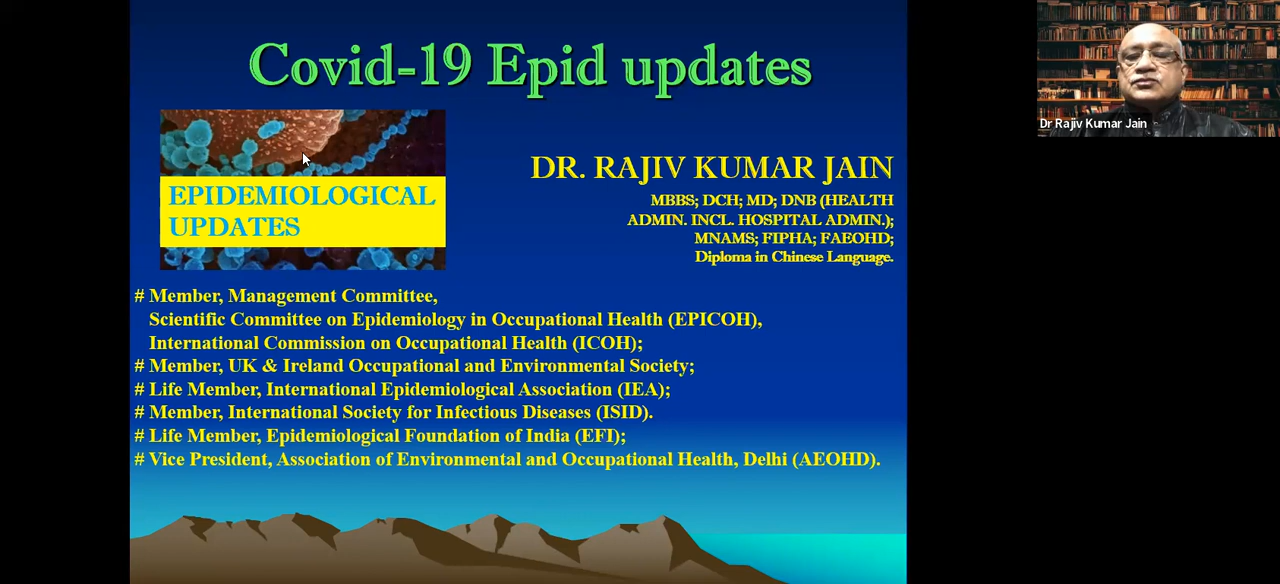 Covid-19 Epid updates
EPIDEMIOLOGICAL
UPDATES
DR. RAJIV KUMAR JAIN
MBBS; DCH; MD; DNB (HEALTH
ADMIN. INCL. HOSPITAL ADMIN.);
MNAMS; FIPHA; FAEOHD;
Diploma in Chinese Language.
# Member, Management Committee,
Scientific Committee on Epidemiology in Occupational Health (EPICOH),
International Commission on Occupational Health (ICOH);
# Member, UK & Ireland Occupational and Environmental Society;
# Life Member, International Epidemiological Association (IEA);
# Member, International Society for Infectious Diseases (ISID).
# Life Member, Epidemiological Foundation of India (EFI);
# Vice President, Association of Environmental and Occupational Health, Delhi (AEOHD).
Dr Rajiv Kumar Jain